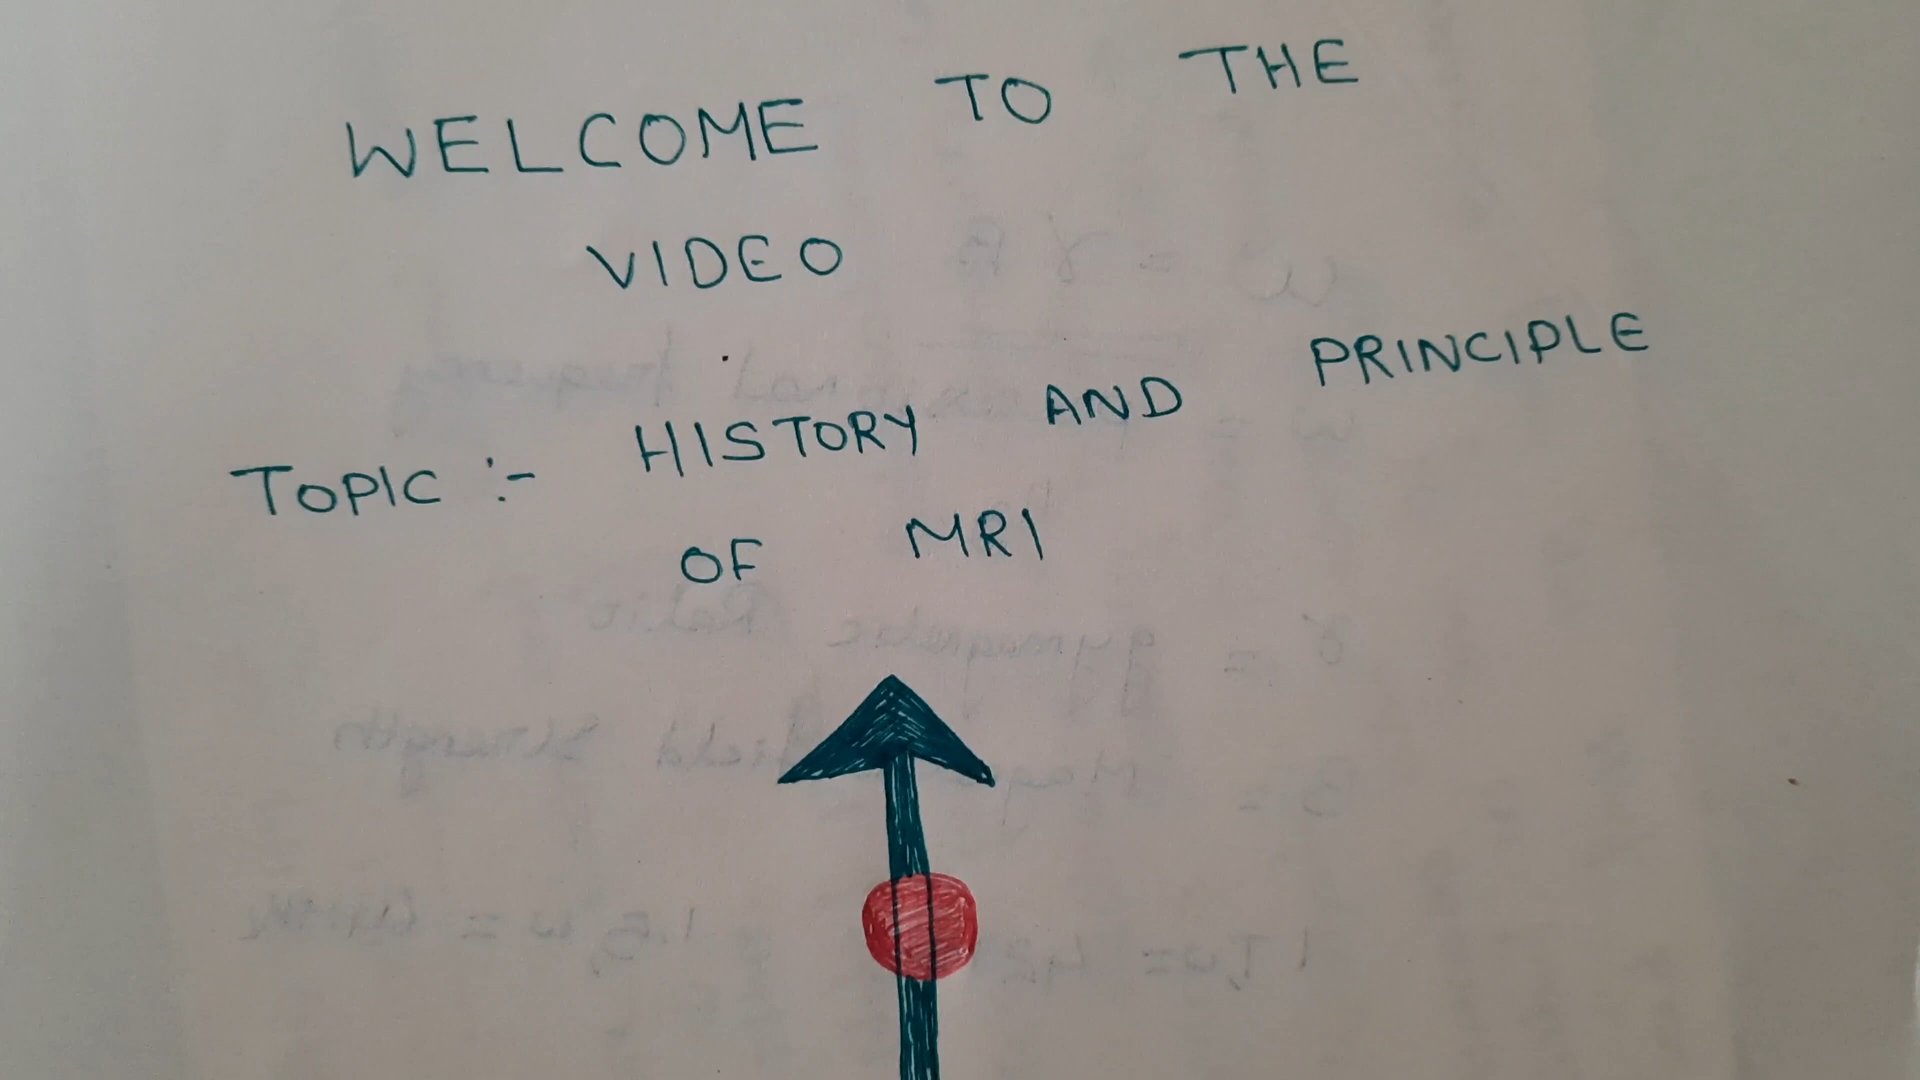 WELCOME TO THE
VIDEO
TOPIC :- HISTORY AND PRINCIPLE
OF MRI